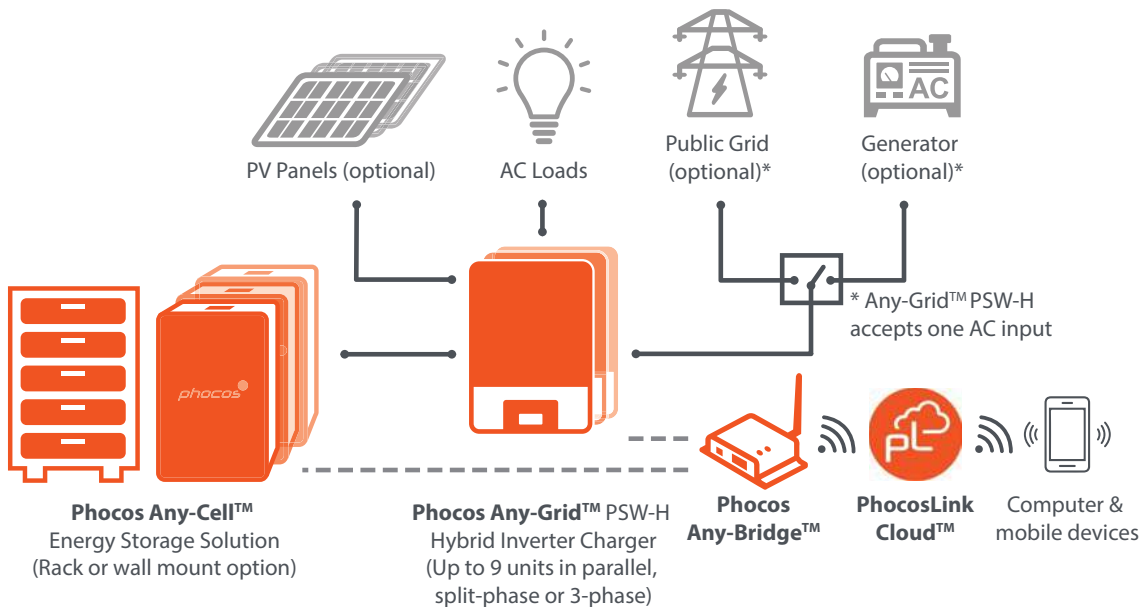 AC
PV Panels (optional)
AC Loads
Public Grid
(optional)*
Generator
(optional)*
* Any-Grid™ PSW-H
accepts one AC input
phocos
pL
Phocos Any-Cell™
Energy Storage Solution
(Rack or wall mount option)
Phocos Any-Grid™ PSW-H
Hybrid Inverter Charger
(Up to 9 units in parallel,
split-phase or 3-phase)
Phocos
Any-Bridge™
PhocosLink
Cloud™
Computer &
mobile devices